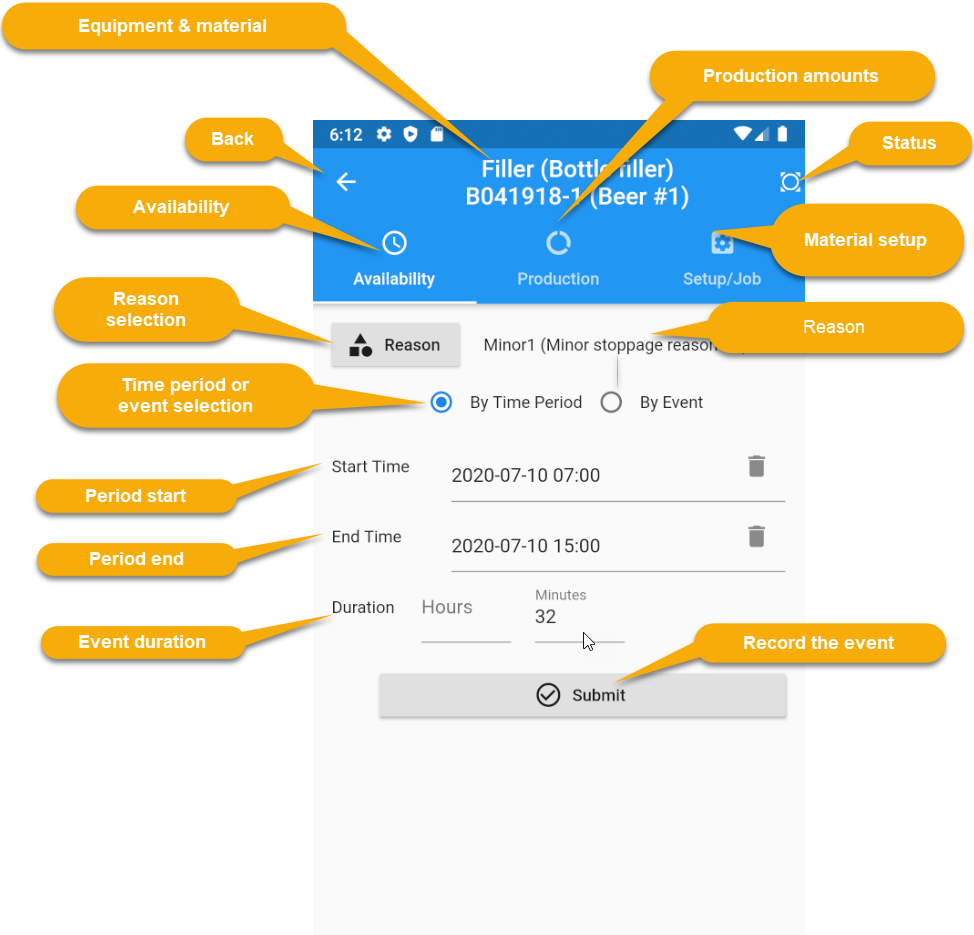 Equipment & material
Production amounts
Back
Status
6:12
Filler (Bottle filler)
B041918-1 (Beer #1)
Availability
Material setup
Availability
Production
Setup/Job
Reason
selection
Reason
Reason
Minor1 (Minor stoppage reason
Time period or
event selection
By Time Period
By Event
Start Time
2020-07-10 07:00
Period start
End Time
2020-07-10 15:00
Period end
Duration
Hours
Minutes
32
Event duration
Record the event
Submit